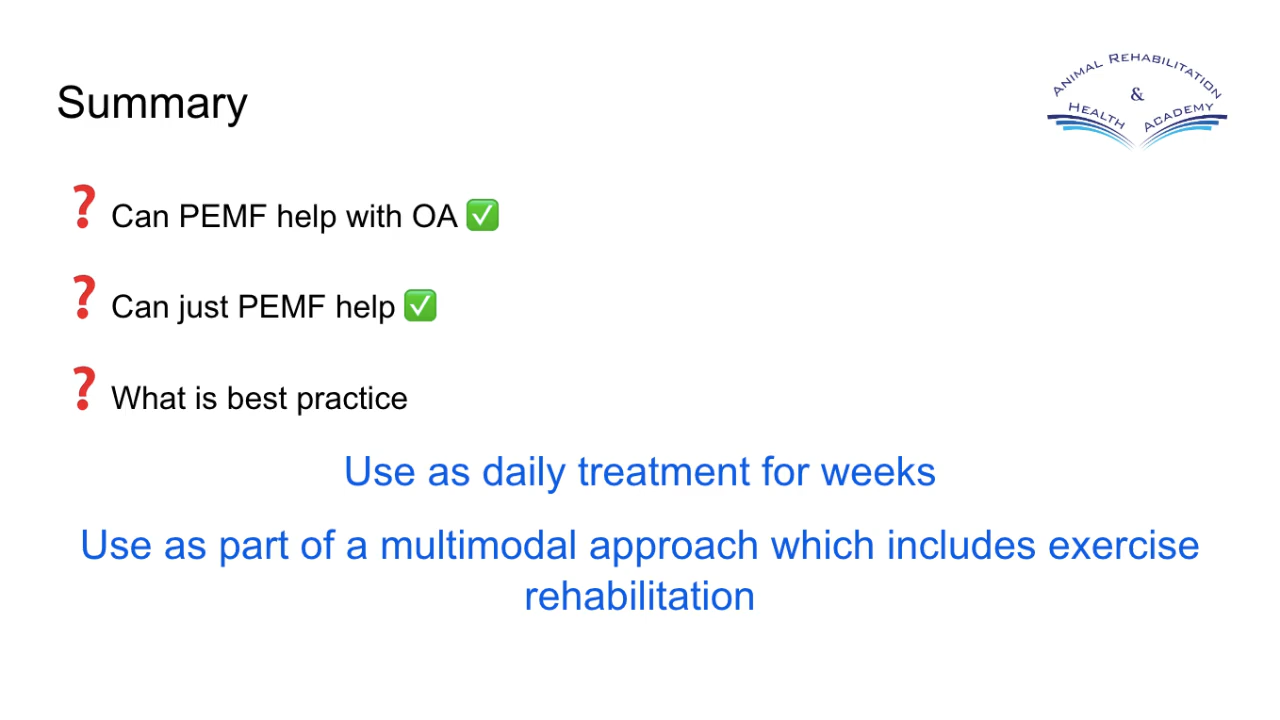 Summary
ANIMAL REHABILITATION
&
HEALTH ACADEMY
❓ Can PEMF help with OA ✅
❓ Can just PEMF help ✅
❓ What is best practice
Use as daily treatment for weeks
Use as part of a multimodal approach which includes exercise
rehabilitation